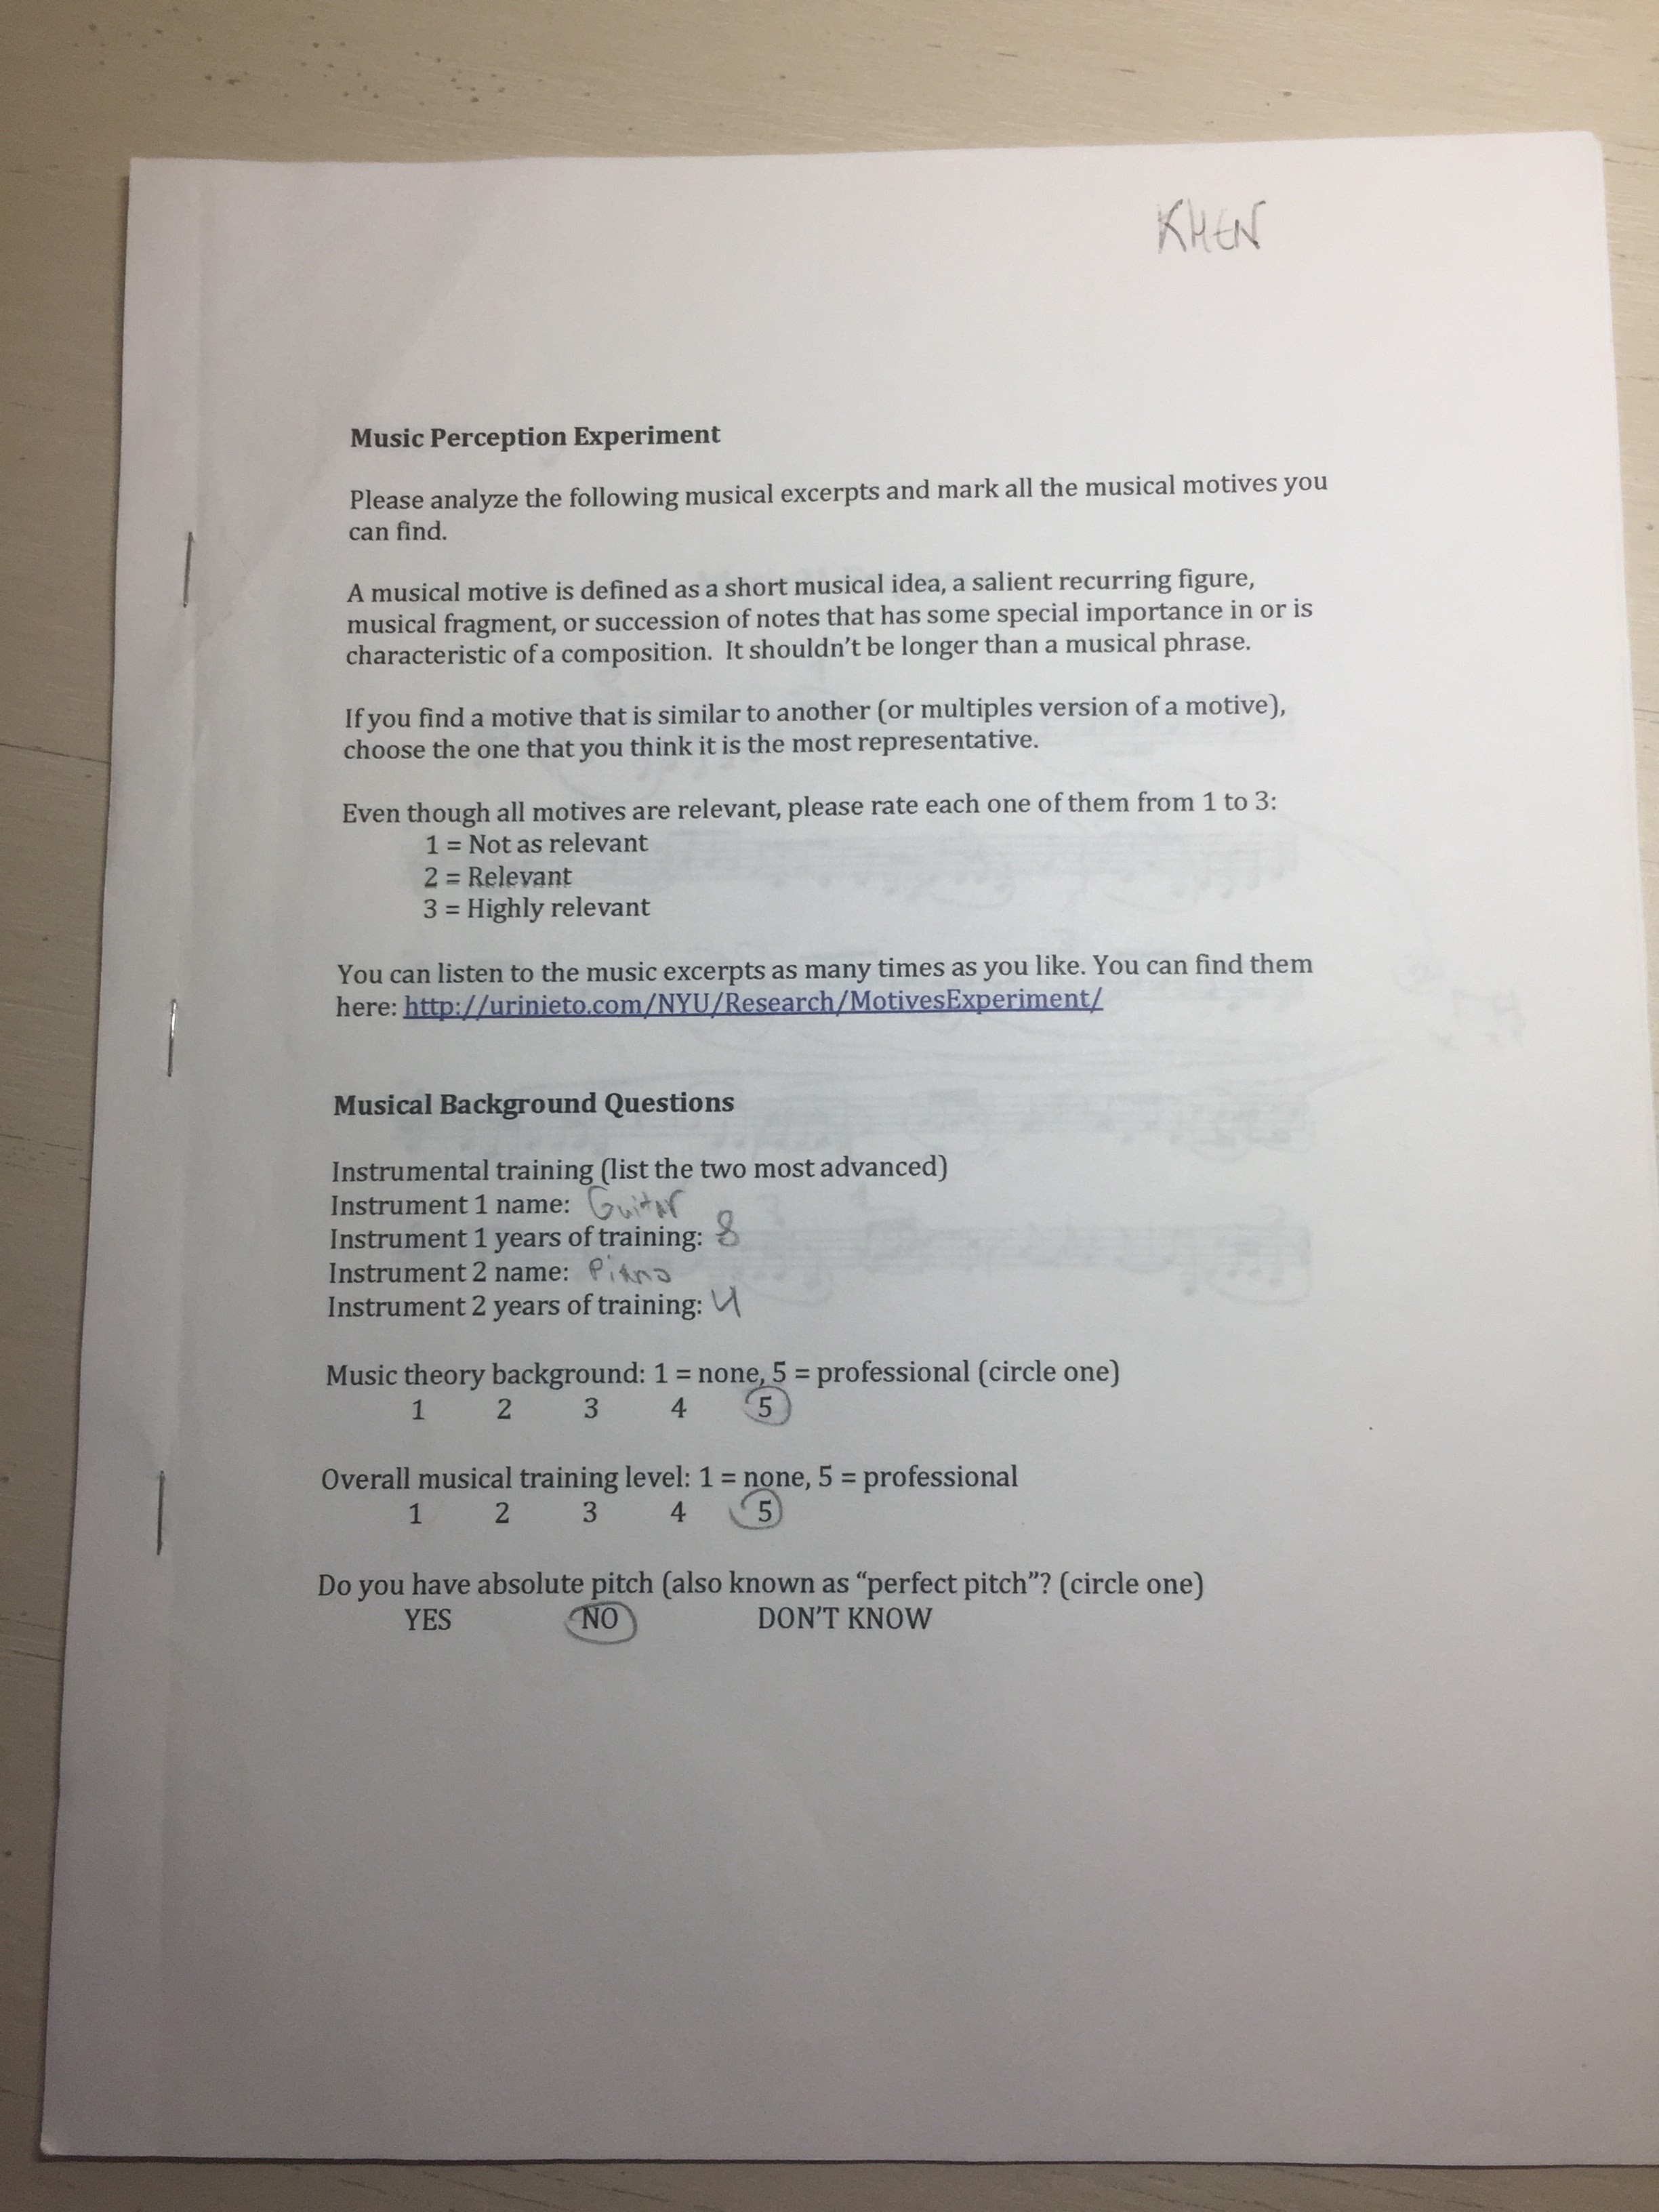 KHEN
Music Perception Experiment
Please analyze the following musical excerpts and mark all the musical motives you
can find.
A musical motive is defined as a short musical idea, a salient recurring figure,
musical fragment, or succession of notes that has some special importance in or is
characteristic of a composition.  It shouldn't be longer than a musical phrase.
If you find a motive that is similar to another (or multiples version of a motive),
choose the one that you think it is the most representative.
Even though all motives are relevant, please rate each one of them from 1 to 3:
1 = Not as relevant
2 = Relevant
3 = Highly relevant
You can listen to the music excerpts as many times as you like. You can find them
here: http://urinieto.com/NYU/Research/MotivesExperiment/
Musical Background Questions
Instrumental training (list the two most advanced)
Instrument 1 name: Guitar
Instrument 1 years of training: 8
Instrument 2 name: Piano
Instrument 2 years of training: 4
Music theory background: 1 = none, 5 = professional (circle one)
1 2 3 4 5
Overall musical training level: 1 = none, 5 = professional
1 2 3 4 5
Do you have absolute pitch (also known as “perfect pitch”? (circle one)
YES NO DON'T KNOW